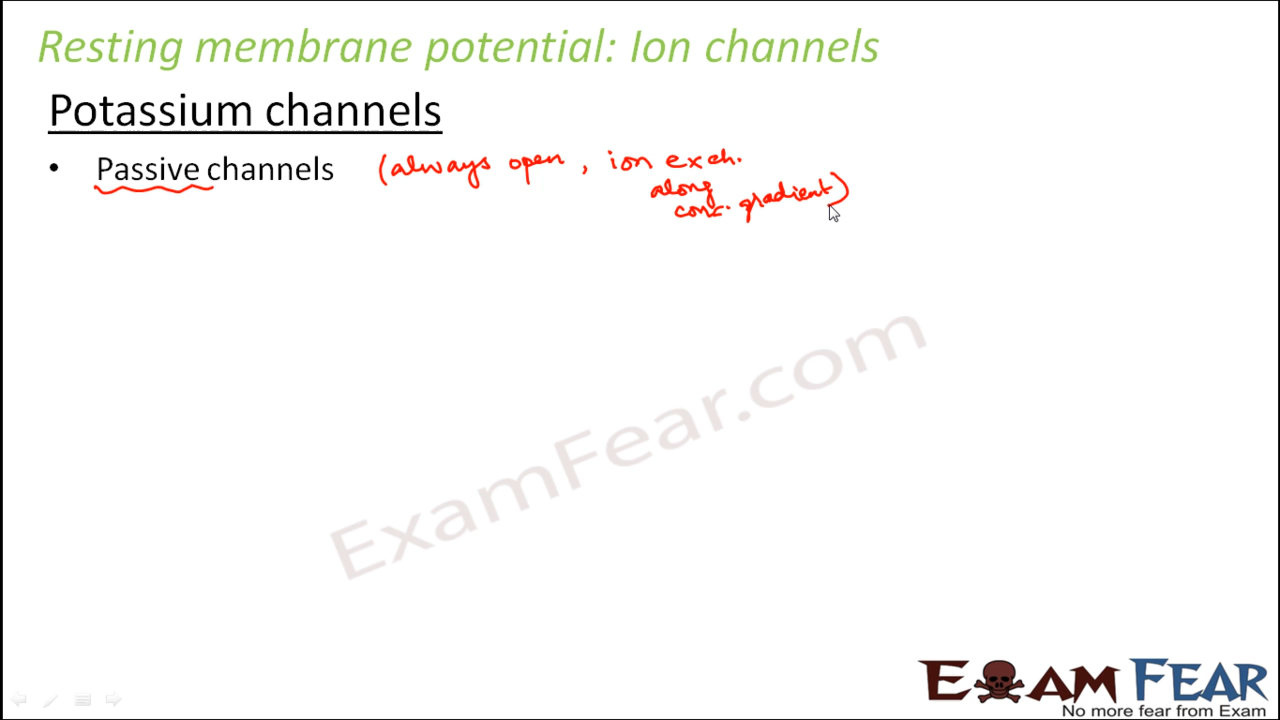 Resting membrane potential: Ion channels
Potassium channels
• Passive channels (always open, ion exch.
along
conc. gradient)
ExamFear.com
EXAM FEAR
No more fear from Exam